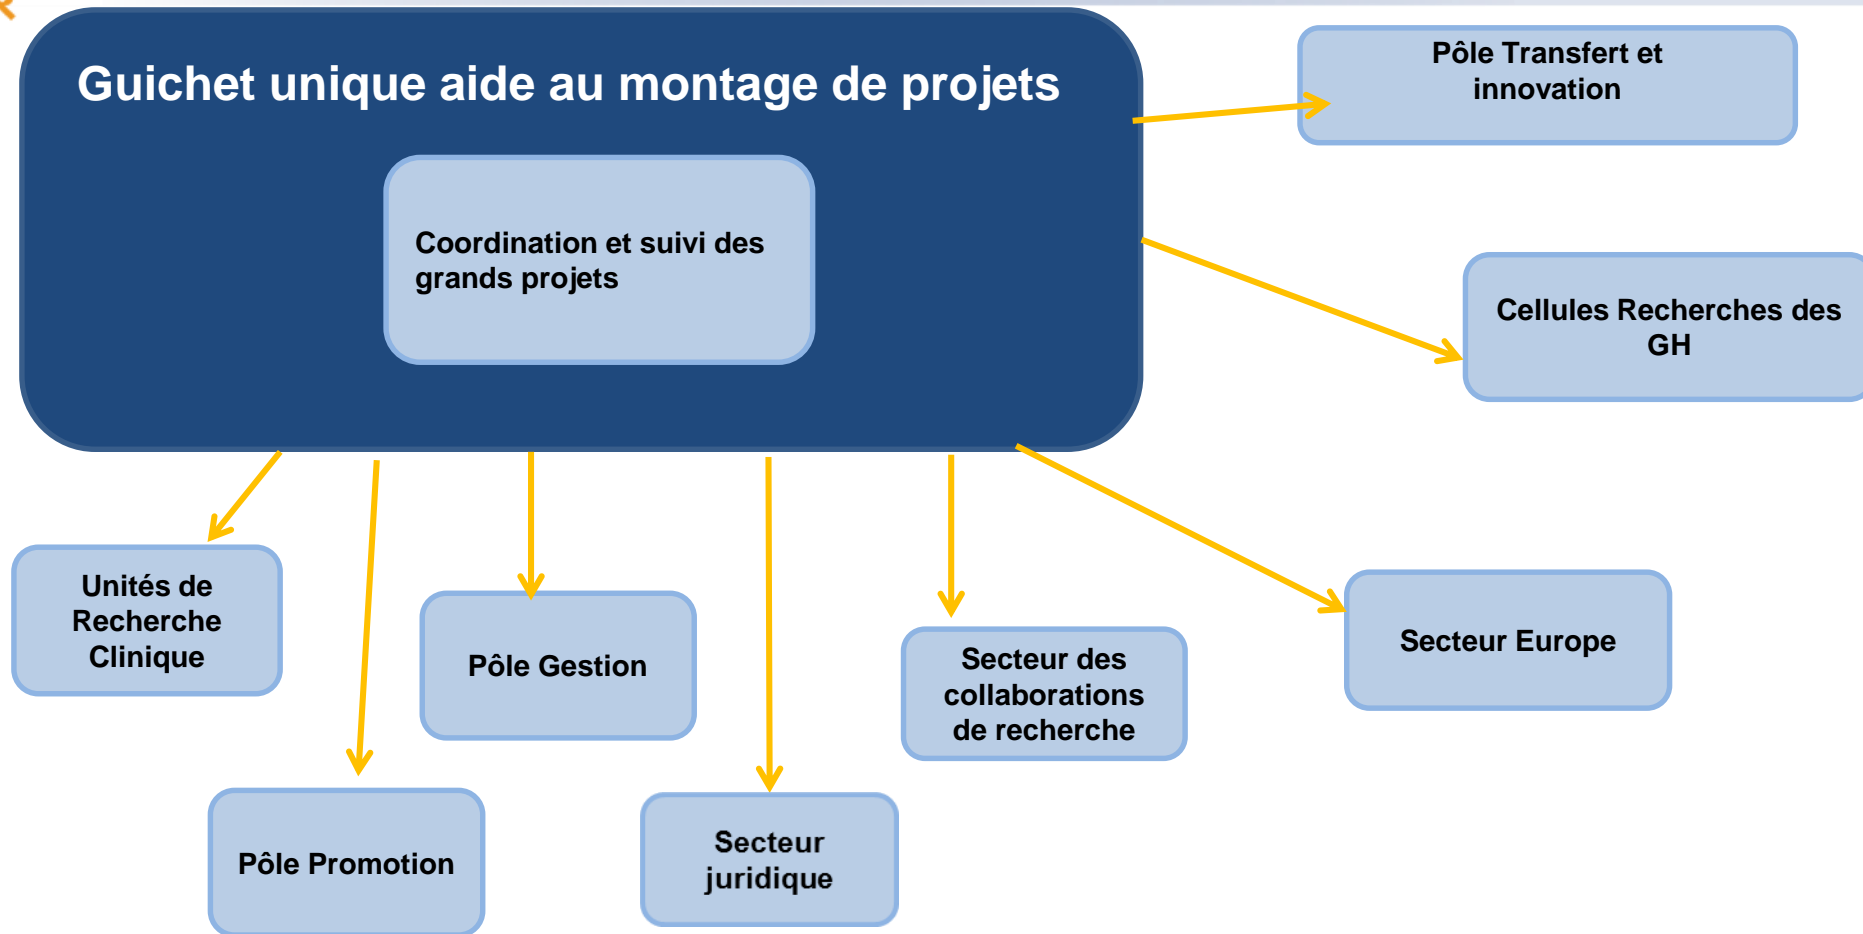 Guichet unique aide au montage de projets
Coordination et suivi des
grands projets
Pôle Transfert et
innovation
Cellules Recherches des
GH
Unités de
Recherche
Clinique
Pôle Gestion
Secteur des
collaborations
de recherche
Secteur Europe
Pôle Promotion
Secteur
juridique